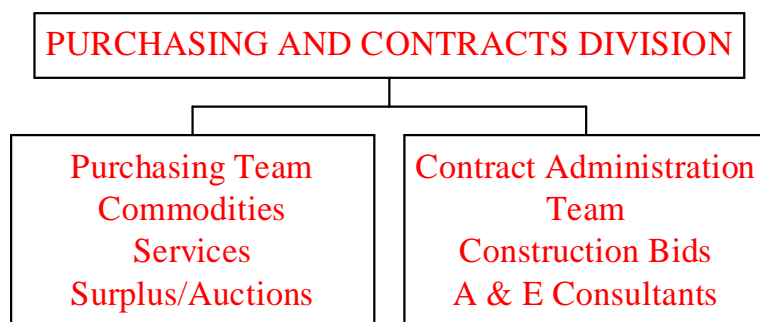 PURCHASING AND CONTRACTS DIVISION
Purchasing Team
Commodities
Services
Surplus/Auctions
Contract Administration
Team
Construction Bids
A & E Consultants